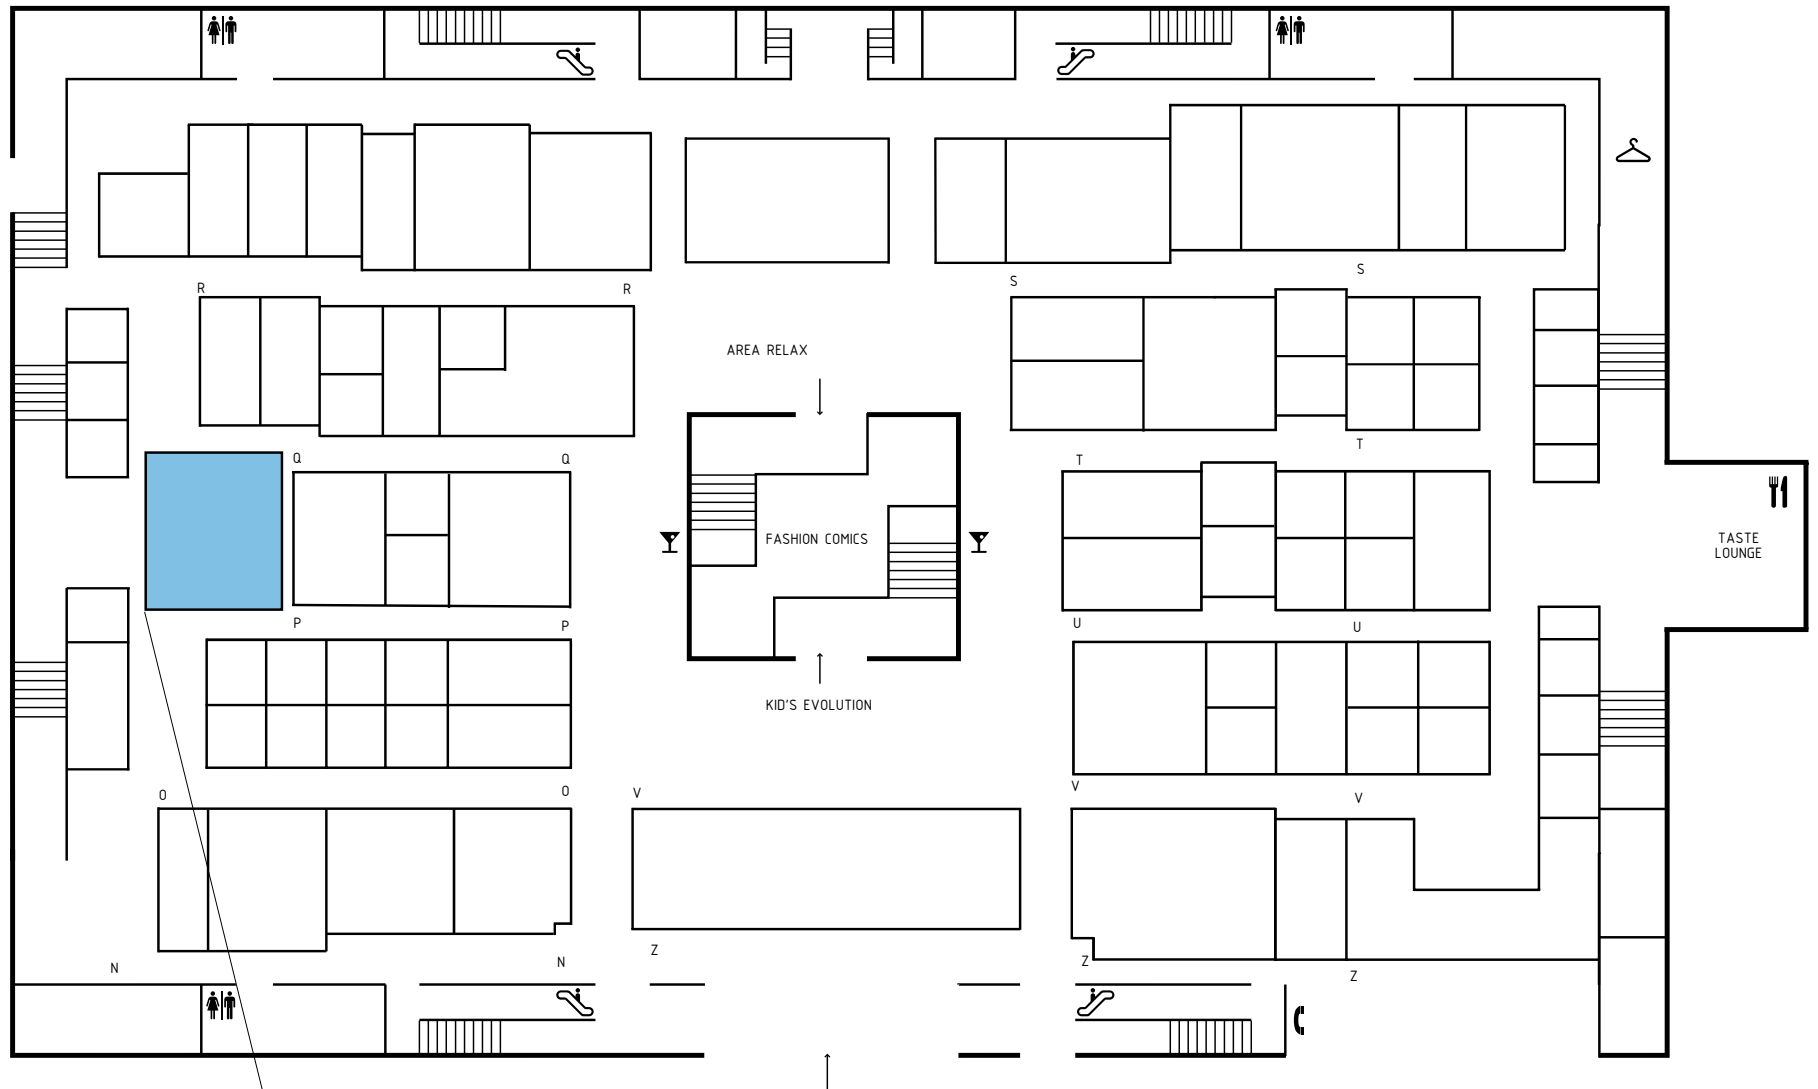 S
R
R
S
AREA RELAX
T
Q
Q
T
FASHION COMICS
TASTE
LOUNGE
P
P
U
U
KID'S EVOLUTION
O
O
V
V
V
Z
N
N
Z
Z